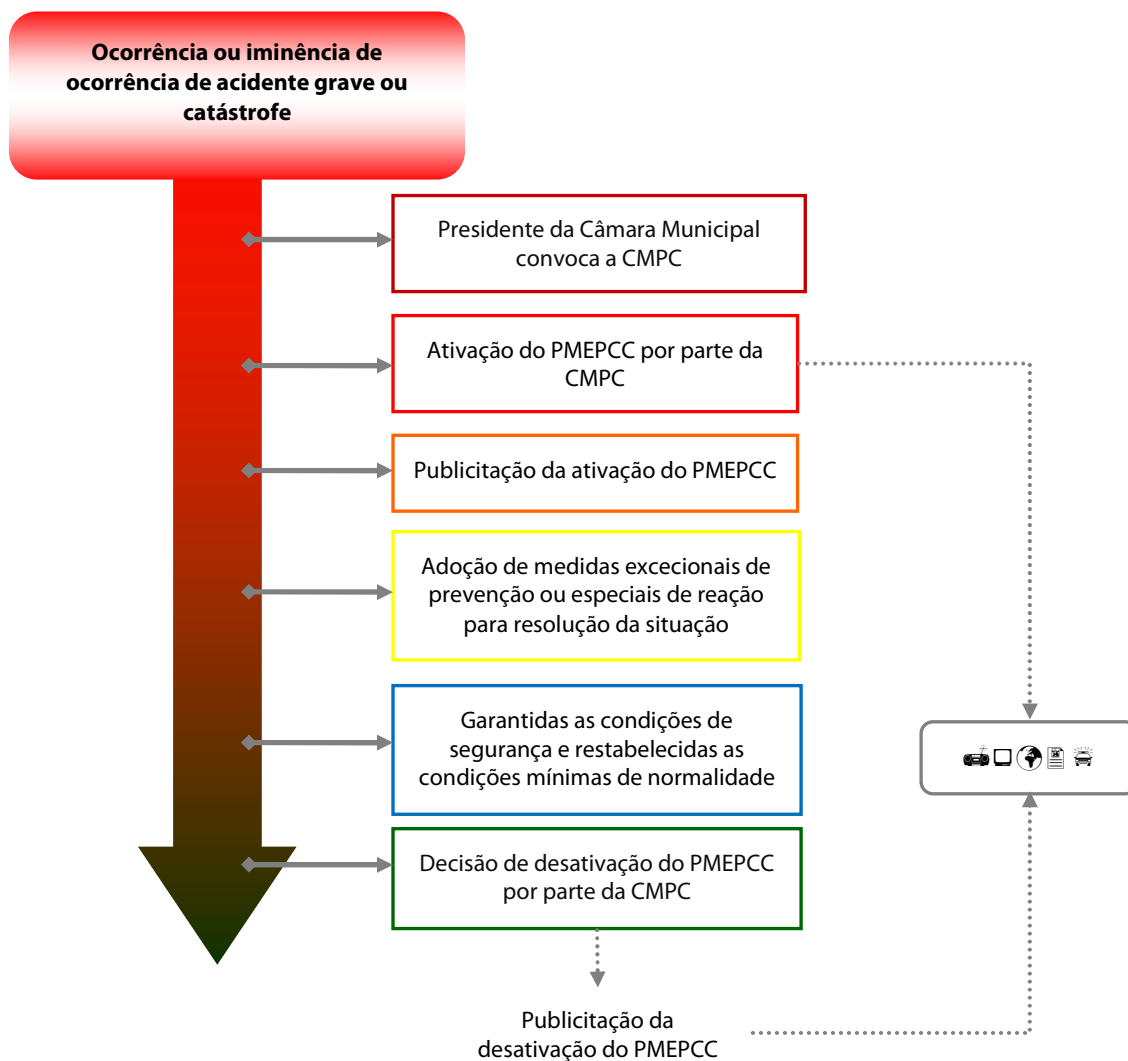 Ocorrência ou iminência de
ocorrência de acidente grave ou
catástrofe
Presidente da Câmara Municipal
convoca a CMPC
Ativação do PMEPCC por parte da
CMPC
Publicitação da ativação do PMEPCC
Adoção de medidas excecionais de
prevenção ou especiais de reação
para resolução da situação
Garantidas as condições de
segurança e restabelecidas as
condições mínimas de normalidade
Decisão de desativação do PMEPCC
por parte da CMPC
Publicitação da
desativação do PMEPCC